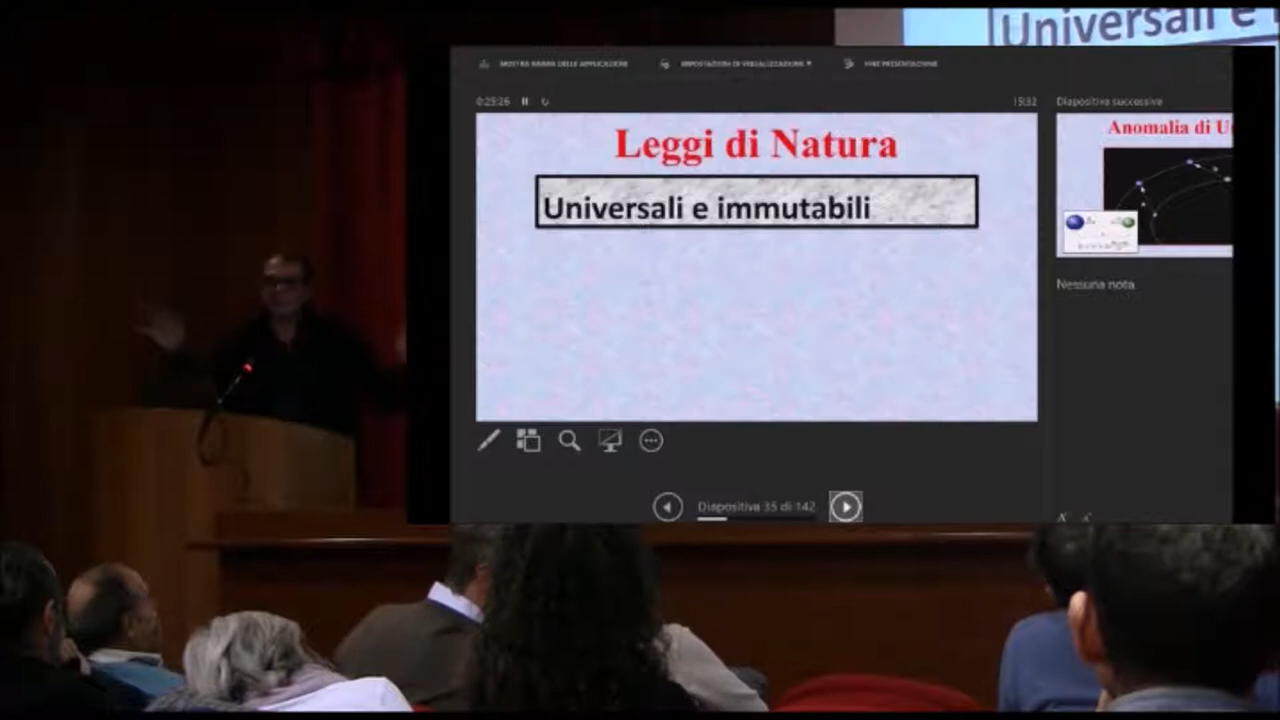 Universali e
MOSTRA BARRA DELLE APPLICAZIONI
IMPOSTAZIONI DI VISUALIZZAZIONE ▼
FINE PRESENTAZIONE
0:25:26
15:32
Diapositiva successiva
Leggi di Natura
Anomalia di U
Universali e immutabili
Nessuna nota.
Diapositiva 35 di 142